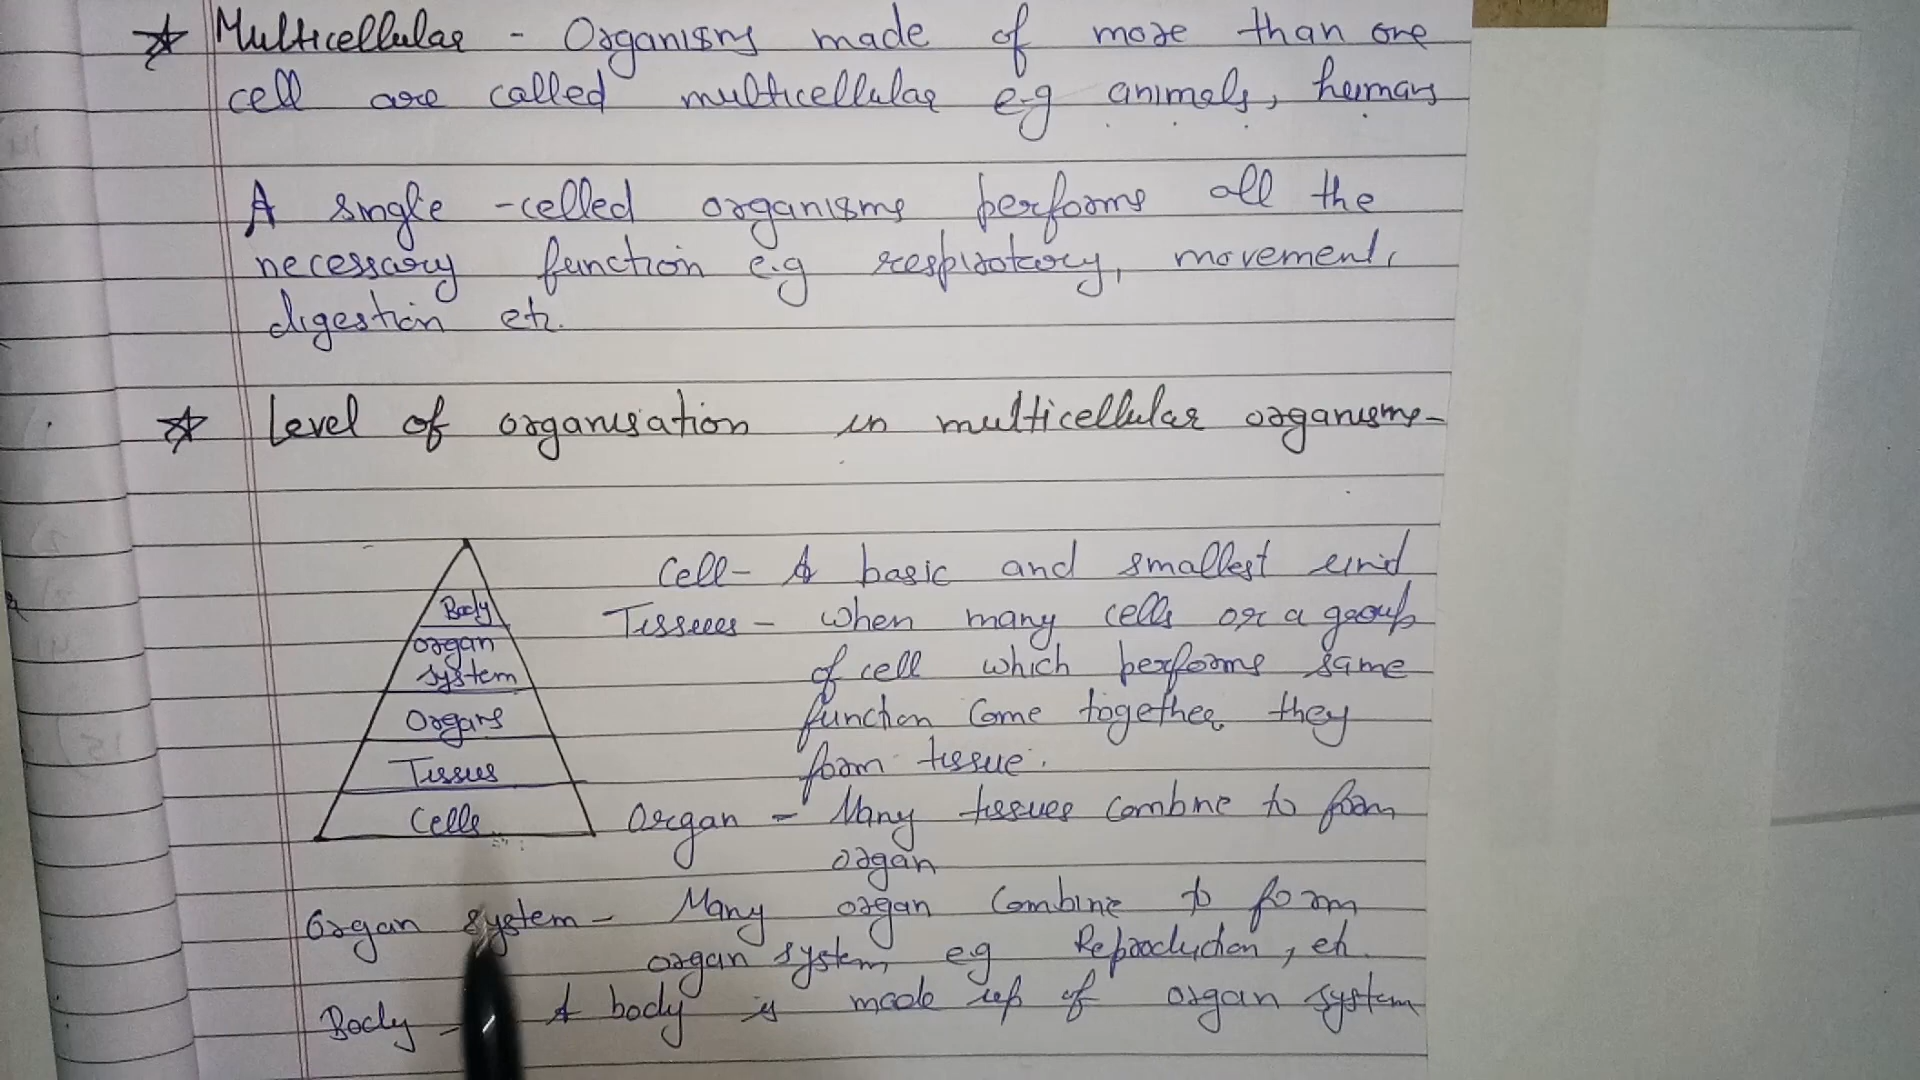 Multicellular - Organisms made of more than one
cell are called multicellular e.g animals, humans
A single-celled organisms performs all the
necessary function e.g respiratory, movement,
digestion etc.
Level of organisation in multicellular organisms-
Body
organ
system
Organs
Tissues
Cells
Cell- A basic and smallest unit
Tissues - When many cells or a group
of cell which performs same
function come together they
form tissue.
Organ - Many tissues combine to form
organ
Organ system - Many organ combine to form
organ system eg Reproduction, etc.
Body - A body is made up of organ system